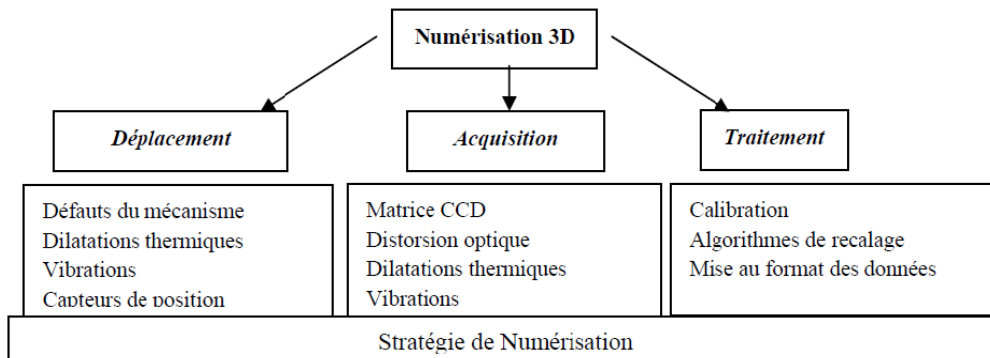 Numérisation 3D
Déplacement
Acquisition
Traitement
Défauts du mécanisme
Dilatations thermiques
Vibrations
Capteurs de position
Matrice CCD
Distorsion optique
Dilatations thermiques
Vibrations
Calibration
Algorithmes de recalage
Mise au format des données
Stratégie de Numérisation